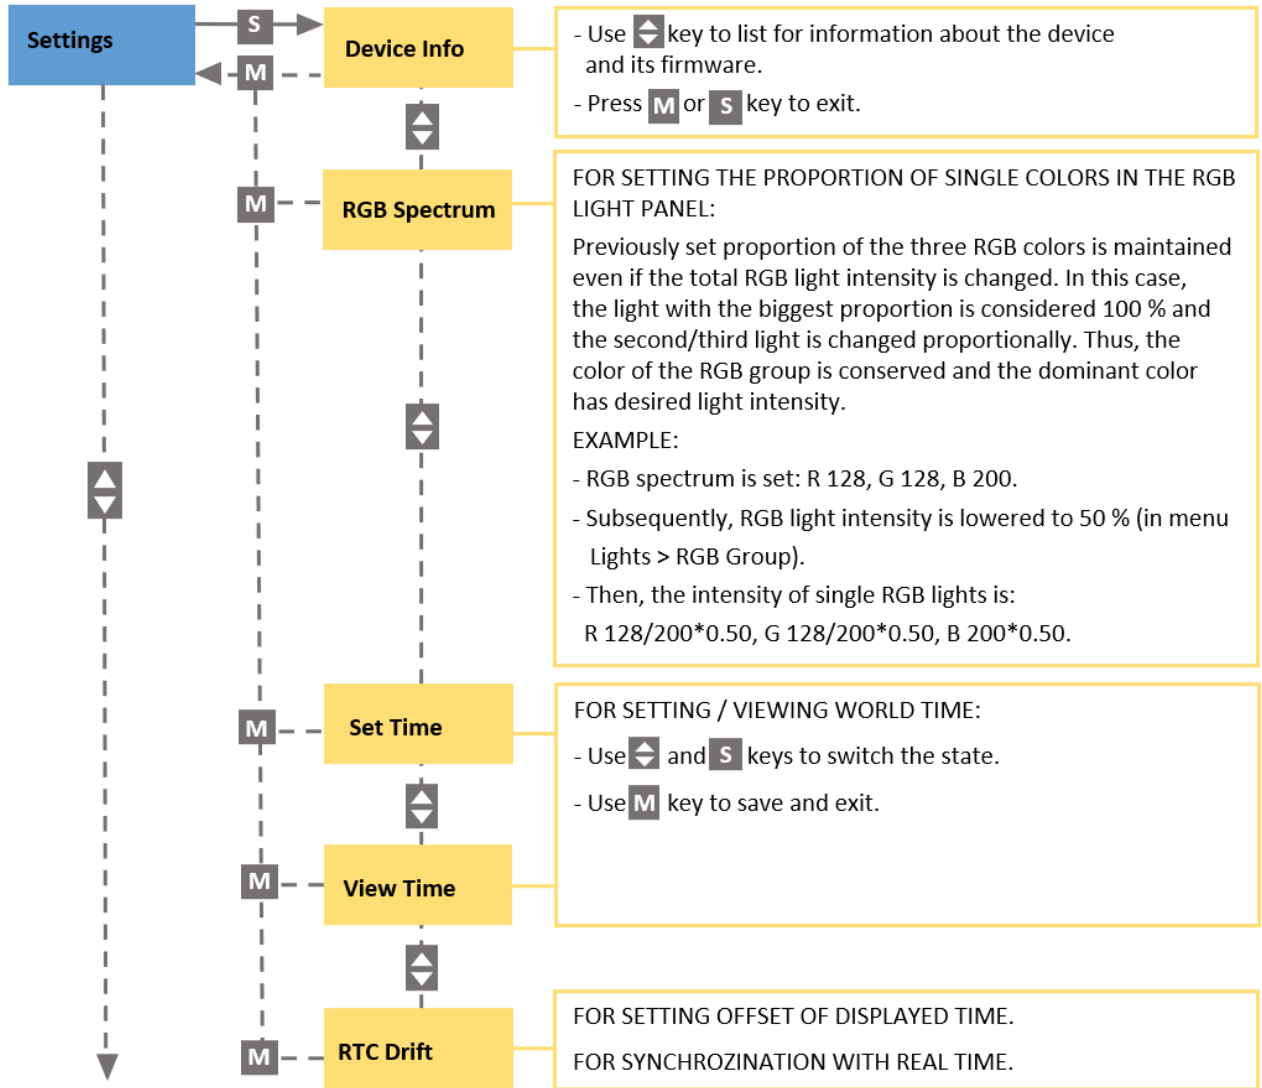 Settings
S
M
Device Info
- Use key to list for information about the device
and its firmware.
- Press M or S key to exit.
M
RGB Spectrum
FOR SETTING THE PROPORTION OF SINGLE COLORS IN THE RGB
LIGHT PANEL:
Previously set proportion of the three RGB colors is maintained
even if the total RGB light intensity is changed. In this case,
the light with the biggest proportion is considered 100 % and
the second/third light is changed proportionally. Thus, the
color of the RGB group is conserved and the dominant color
has desired light intensity.
EXAMPLE:
- RGB spectrum is set: R 128, G 128, B 200.
- Subsequently, RGB light intensity is lowered to 50 % (in menu
Lights > RGB Group).
- Then, the intensity of single RGB lights is:
R 128/200*0.50, G 128/200*0.50, B 200*0.50.
M
Set Time
FOR SETTING / VIEWING WORLD TIME:
- Use and S keys to switch the state.
- Use M key to save and exit.
M
View Time
M
RTC Drift
FOR SETTING OFFSET OF DISPLAYED TIME.
FOR SYNCHROZINATION WITH REAL TIME.